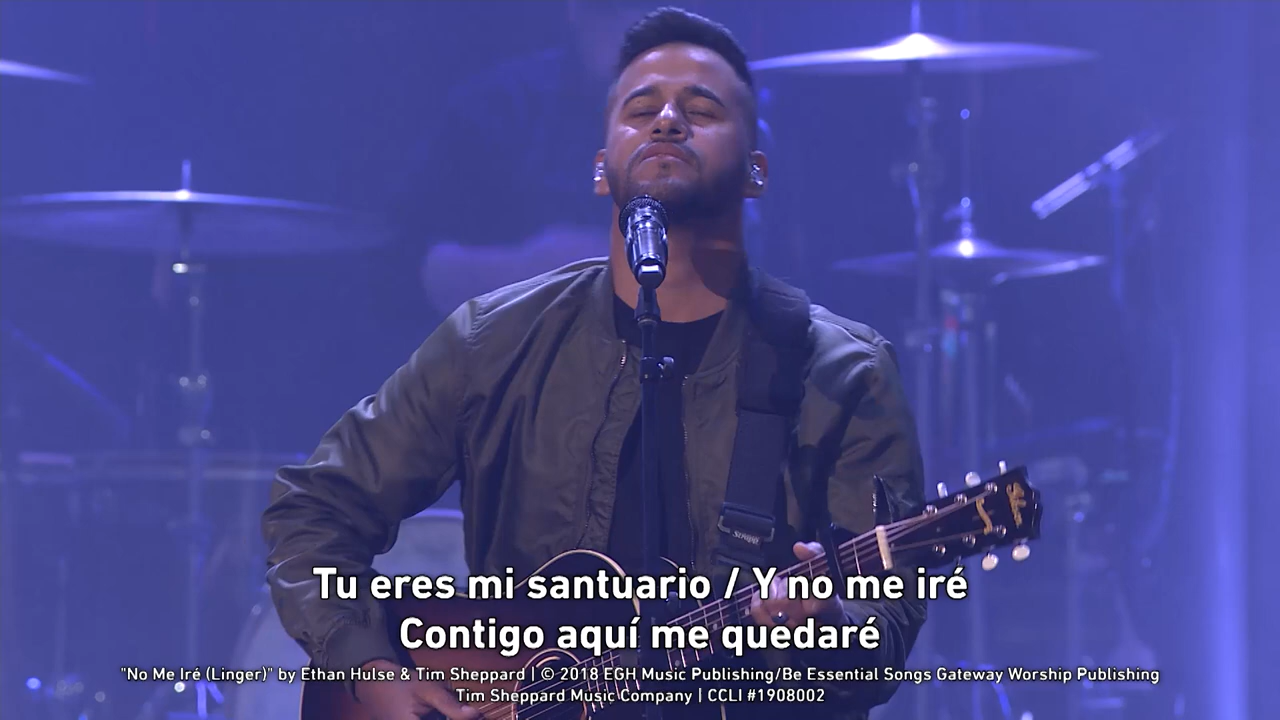 Tu eres mi santuario / Y no me iré
Contigo aquí me quedaré
"No Me Iré (Linger)" by Ethan Hulse & Tim Sheppard | © 2018 EGH Music Publishing/Be Essential Songs Gateway Worship Publishing
Tim Sheppard Music Company | CCLI #1908002